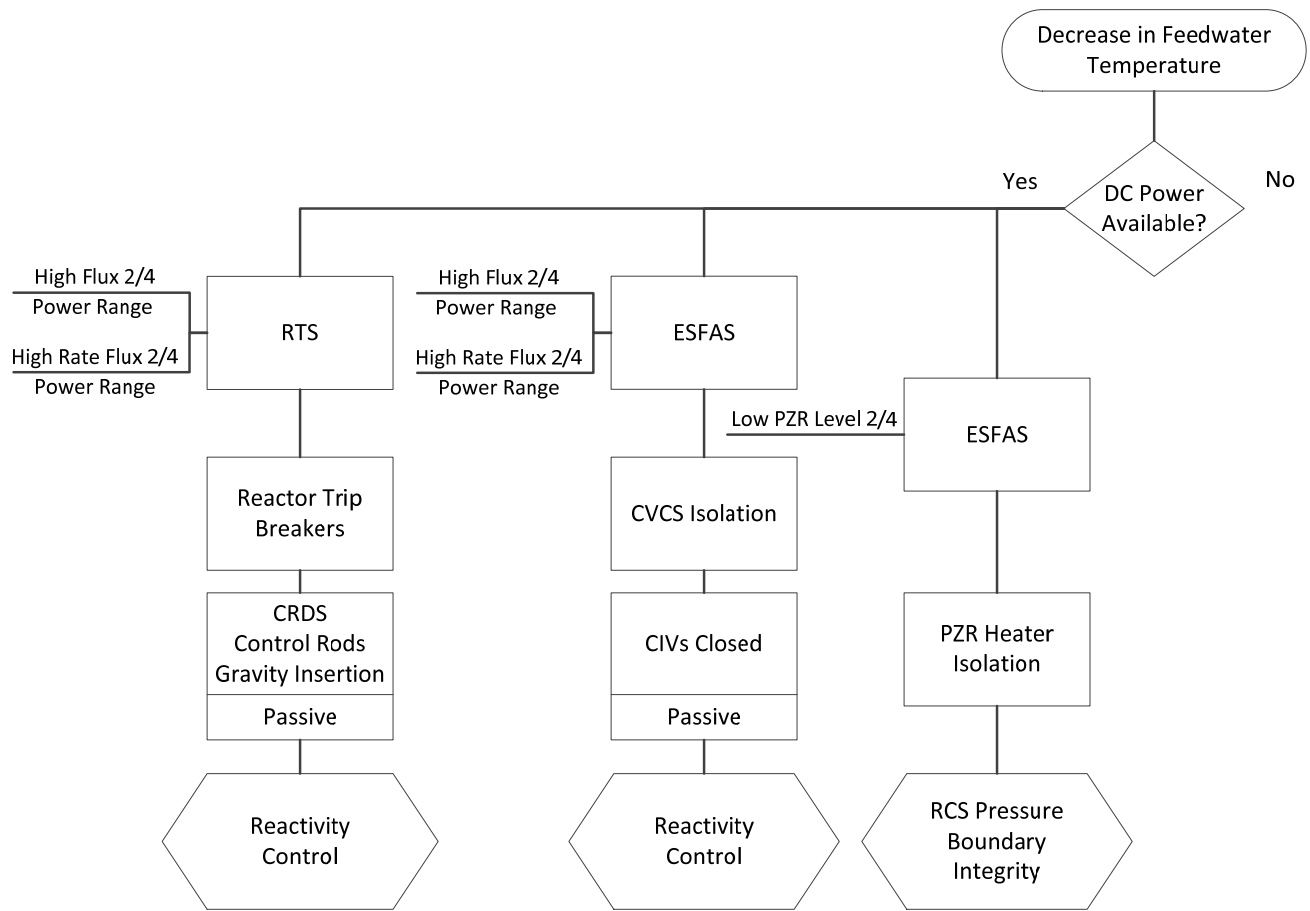 Decrease in Feedwater
Temperature
Yes
DC Power
Available?
No
High Flux 2/4
Power Range
High Rate Flux 2/4
Power Range
RTS
High Flux 2/4
Power Range
High Rate Flux 2/4
Power Range
ESFAS
Low PZR Level 2/4
ESFAS
Reactor Trip
Breakers
CVCS Isolation
CRDS
Control Rods
Gravity Insertion
Passive
CIVs Closed
Passive
PZR Heater
Isolation
Reactivity
Control
Reactivity
Control
RCS Pressure
Boundary
Integrity